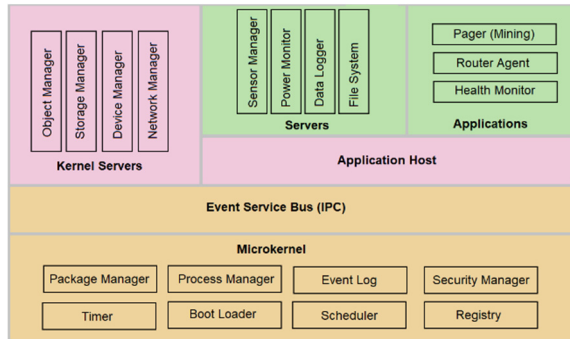 Object Manager
Storage Manager
Device Manager
Network Manager
Kernel Servers
Sensor Manager
Power Monitor
Data Logger
File System
Servers
Pager (Mining)
Router Agent
Health Monitor
Applications
Application Host
Event Service Bus (IPC)
Microkernel
Package Manager
Process Manager
Event Log
Security Manager
Timer
Boot Loader
Scheduler
Registry